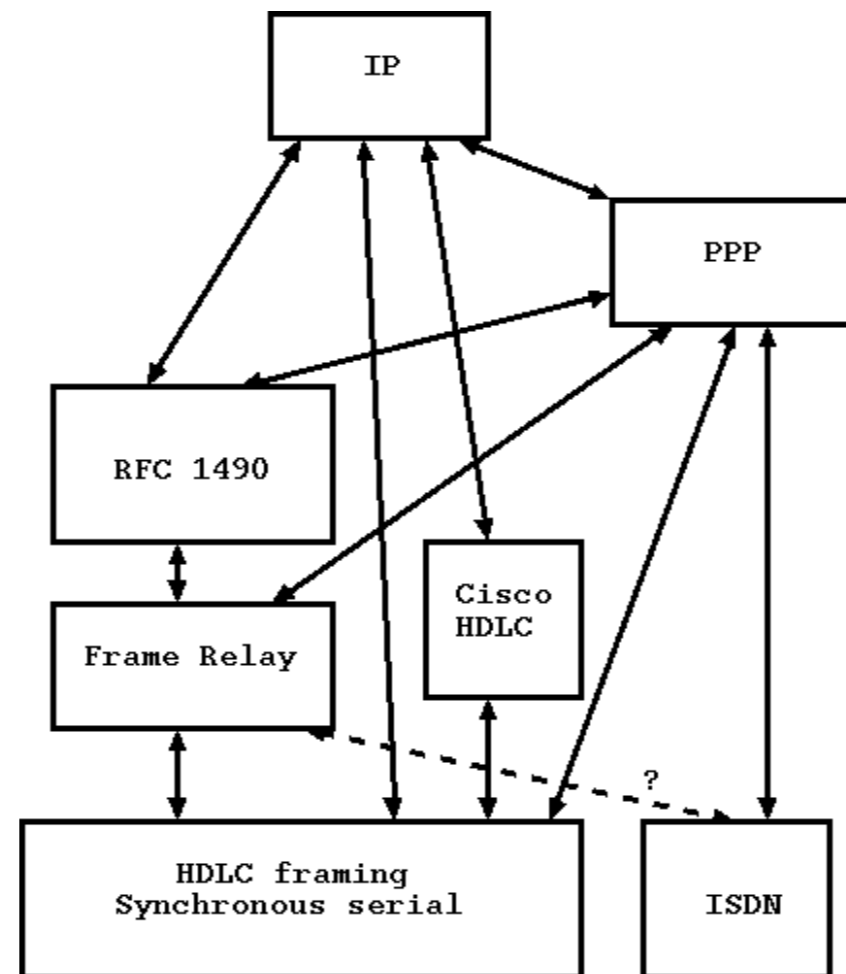 IP
PPP
RFC 1490
Cisco
HDLC
Frame Relay
?
HDLC framing
Synchronous serial
ISDN